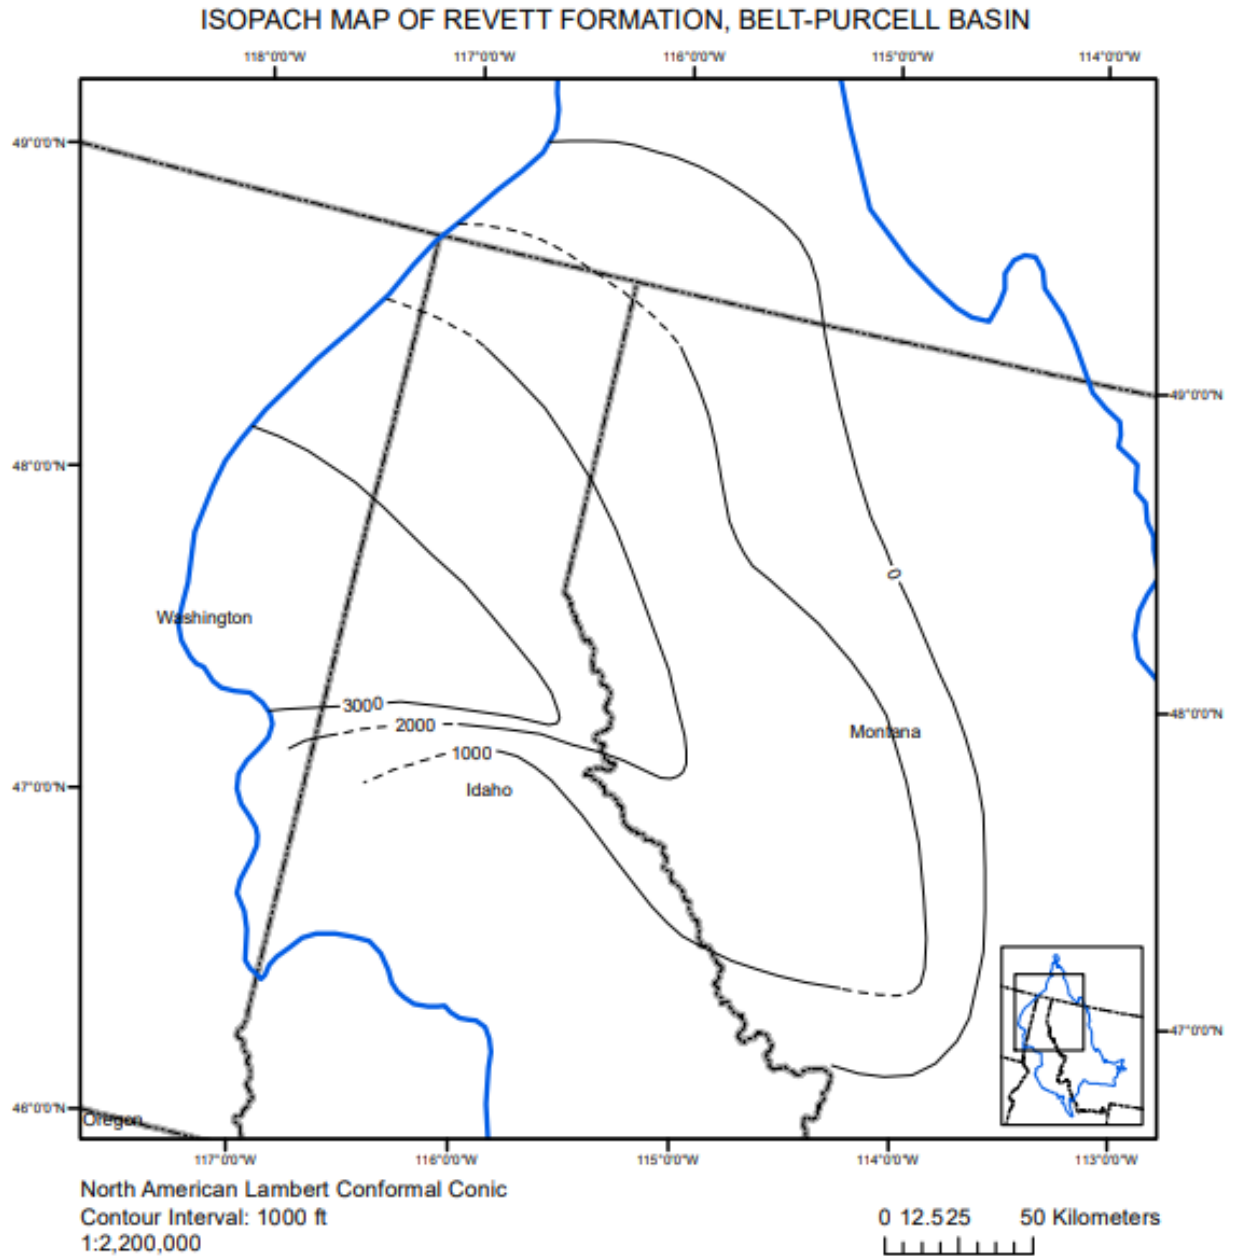 ISOPACH MAP OF REVETT FORMATION, BELT-PURCELL BASIN
118°0'0"W 117°0'0"W 116°0'0"W 115°0'0"W 114°0'0"W
49°0'0"N
49°0'0"N
48°0'0"N
0
Washington
3000
48°0'0"N
2000
Montana
1000
47°0'0"N
Idaho
47°0'0"N
46°0'0"N
Oregon
117°0'0"W 116°0'0"W 115°0'0"W 114°0'0"W 113°0'0"W
North American Lambert Conformal Conic
Contour Interval: 1000 ft
0 12.525 50 Kilometers
1:2,200,000